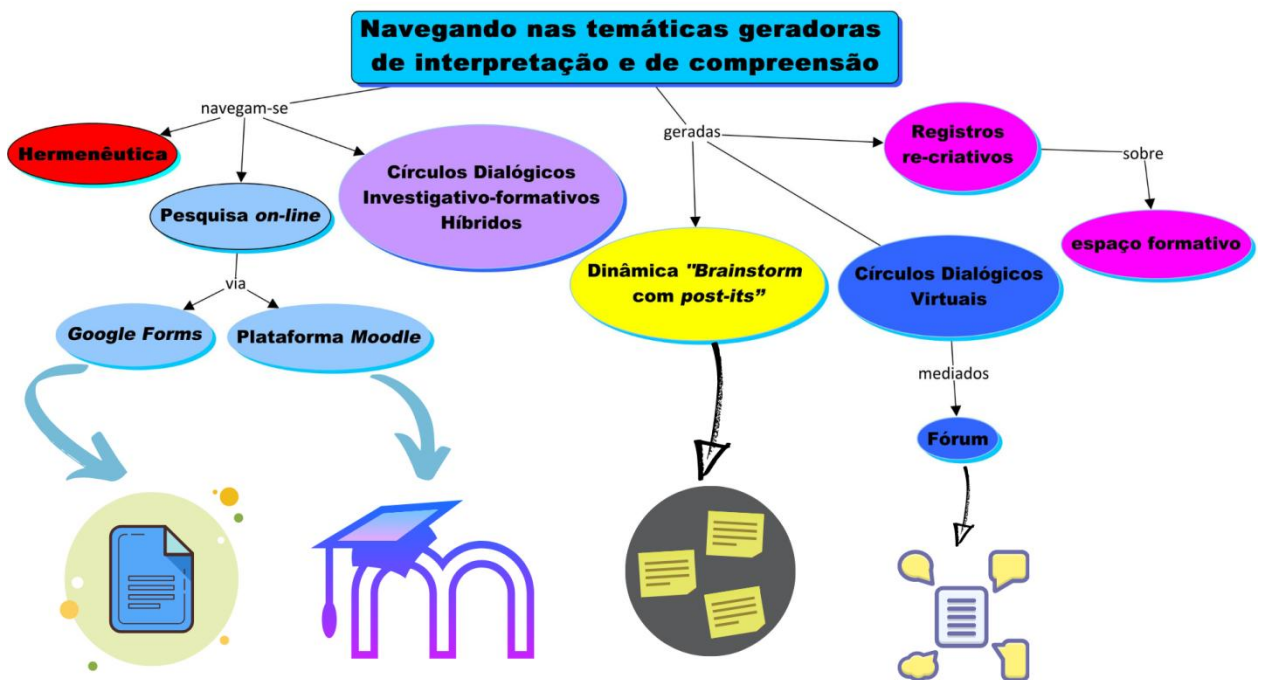 Navegando nas temáticas geradoras
de interpretação e de compreensão
navegam-se
Hermenêutica
Pesquisa on-line
Círculos Dialógicos
Investigativo-formativos
Híbridos
via
Google Forms
Plataforma Moodle
geradas
Registros
re-criativos
sobre
espaço formativo
Dinâmica "Brainstorm
com post-its”
Círculos Dialógicos
Virtuais
mediados
Fórum